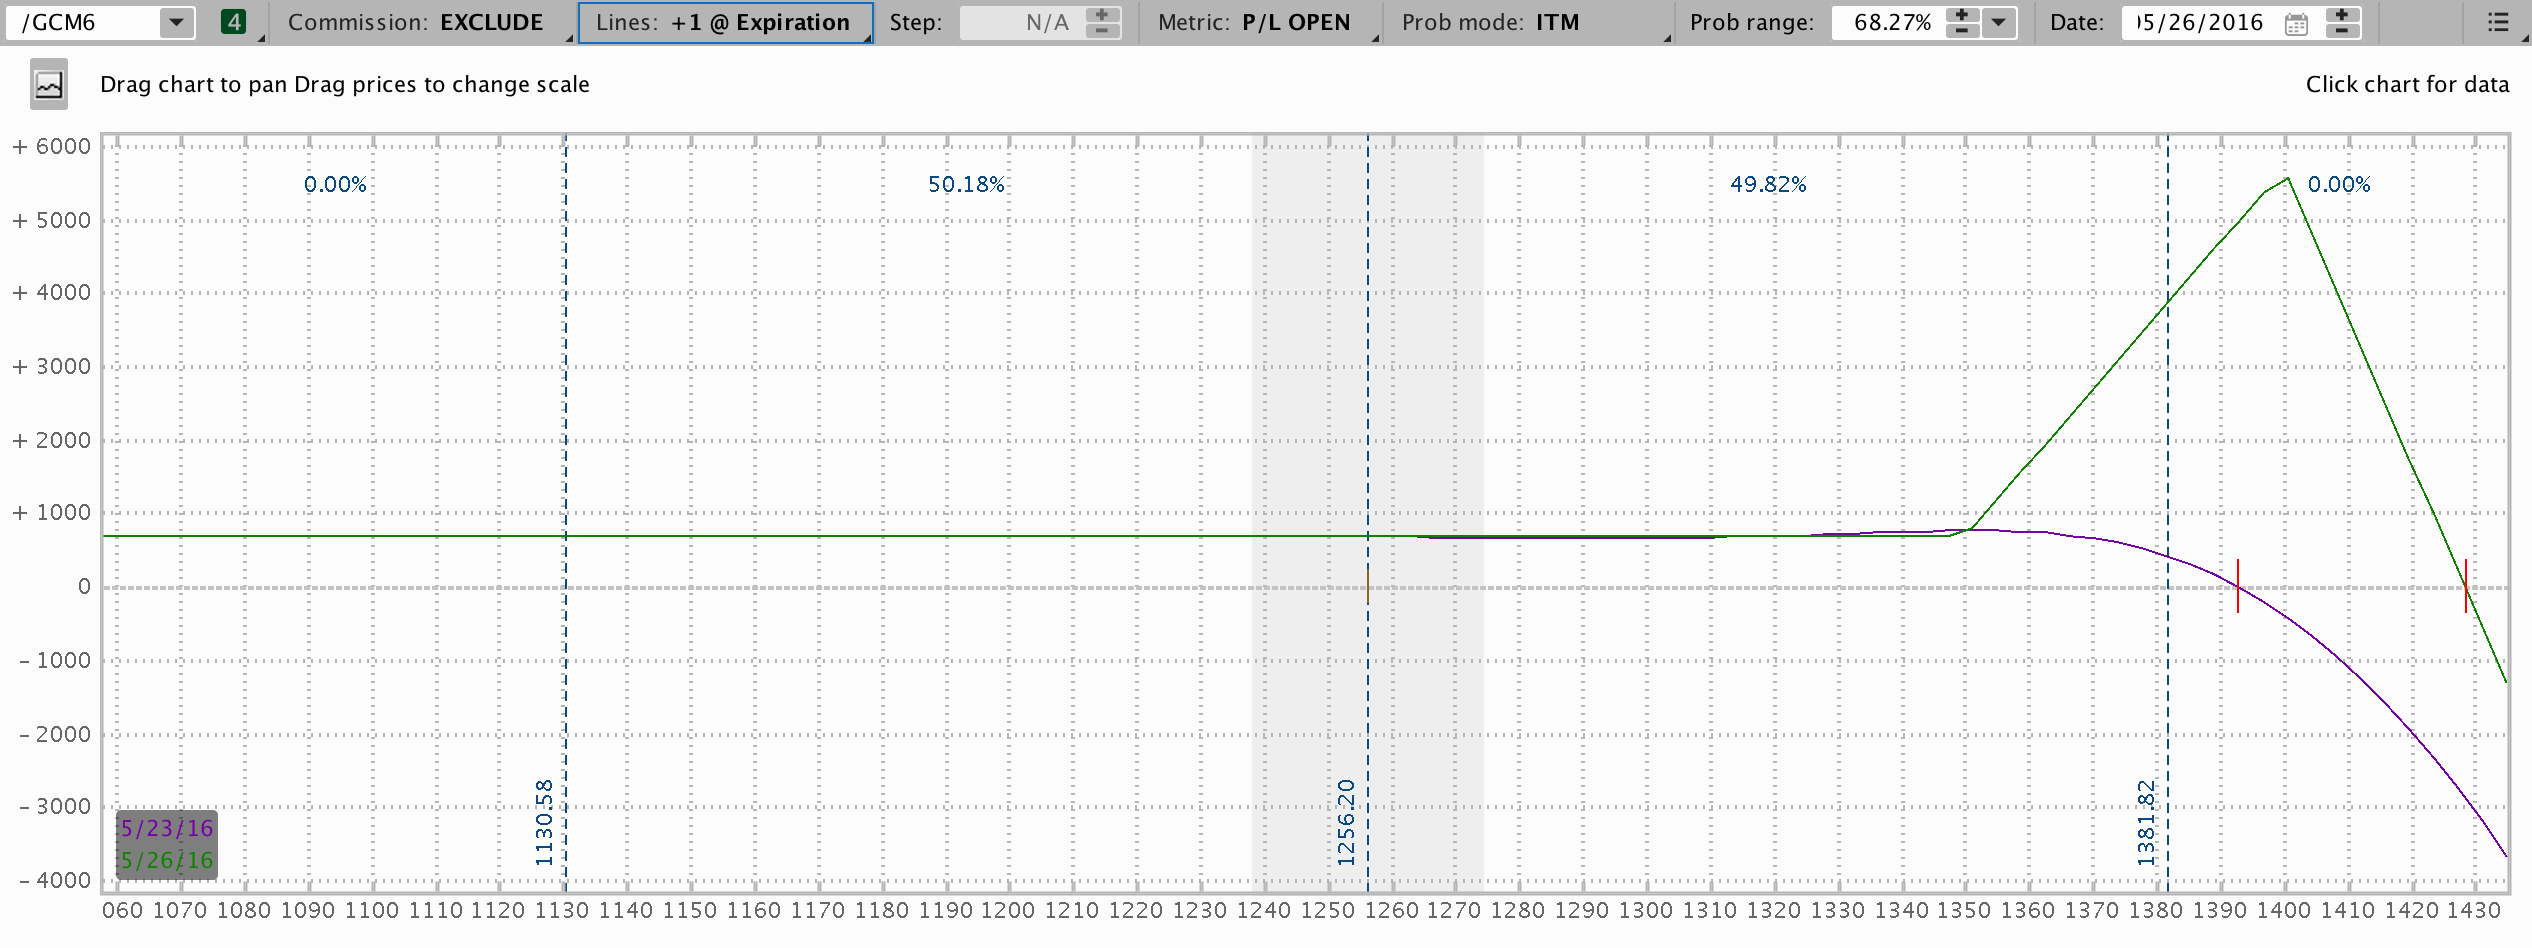 /GCM6 4 Commission: EXCLUDE Lines: +1 @ Expiration Step: N/A Metric: P/L OPEN Prob mode: ITM Prob range: 68.27% Date: 05/26/2016
Drag chart to pan Drag prices to change scale Click chart for data
+ 6000
0.00% 50.18% 49.82% 0.00%
+ 5000
+ 4000
+ 3000
+ 2000
+ 1000
0
- 1000
- 2000
- 3000
1130.58 1256.20 1381.82
5/23/16
5/26/16
- 4000
060 1070 1080 1090 1100 1110 1120 1130 1140 1150 1160 1170 1180 1190 1200 1210 1220 1230 1240 1250 1260 1270 1280 1290 1300 1310 1320 1330 1340 1350 1360 1370 1380 1390 1400 1410 1420 1430